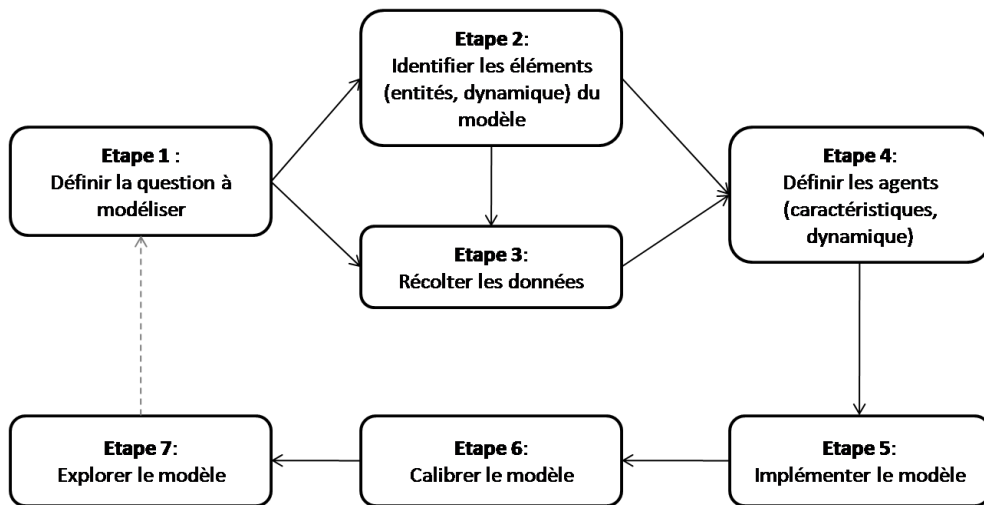 Etape 1 :
Définir la question à
modéliser
Etape 2:
Identifier les éléments
(entités, dynamique) du
modèle
Etape 3:
Récolter les données
Etape 4:
Définir les agents
(caractéristiques,
dynamique)
Etape 5:
Implémenter le modèle
Etape 6:
Calibrer le modèle
Etape 7:
Explorer le modèle